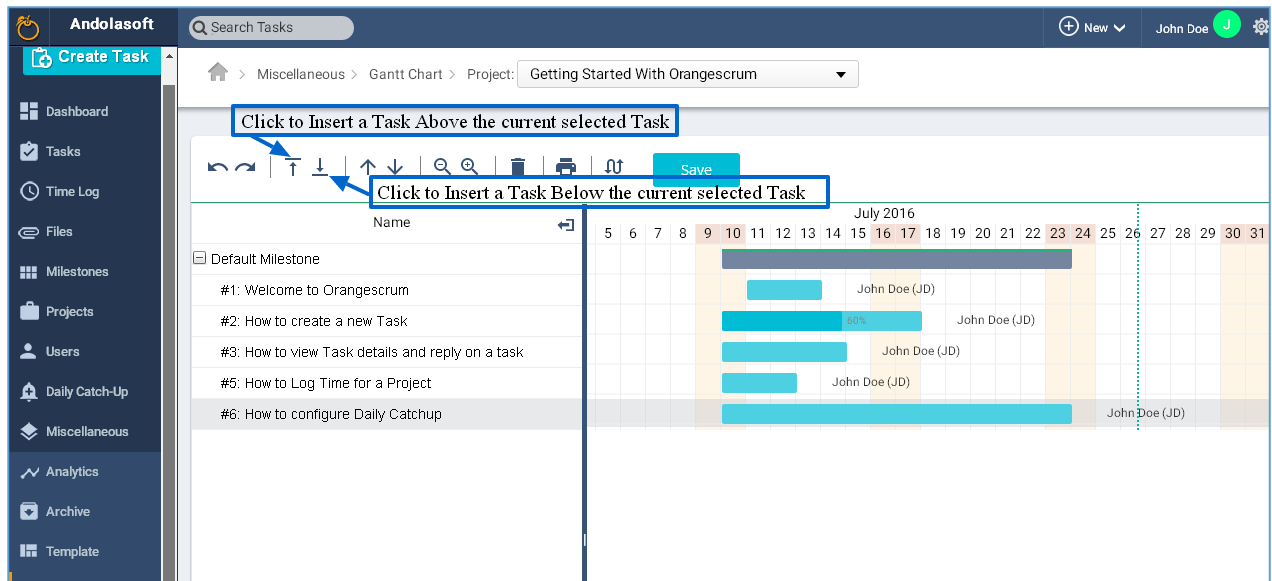 Andolasoft
Search Tasks
New
John Doe
J
Create Task
Miscellaneous
Gantt Chart
Project:
Getting Started With Orangescrum
Dashboard
Tasks
Time Log
Files
Milestones
Projects
Users
Daily Catch-Up
Miscellaneous
Analytics
Archive
Template
Click to Insert a Task Above the current selected Task
Save
Click to Insert a Task Below the current selected Task
Name
July 2016
5 6 7 8 9 10 11 12 13 14 15 16 17 18 19 20 21 22 23 24 25 26 27 28 29 30 31
Default Milestone
#1: Welcome to Orangescrum
John Doe (JD)
#2: How to create a new Task
60%
John Doe (JD)
#3: How to view Task details and reply on a task
John Doe (JD)
#5: How to Log Time for a Project
John Doe (JD)
#6: How to configure Daily Catchup
John Doe (JD)